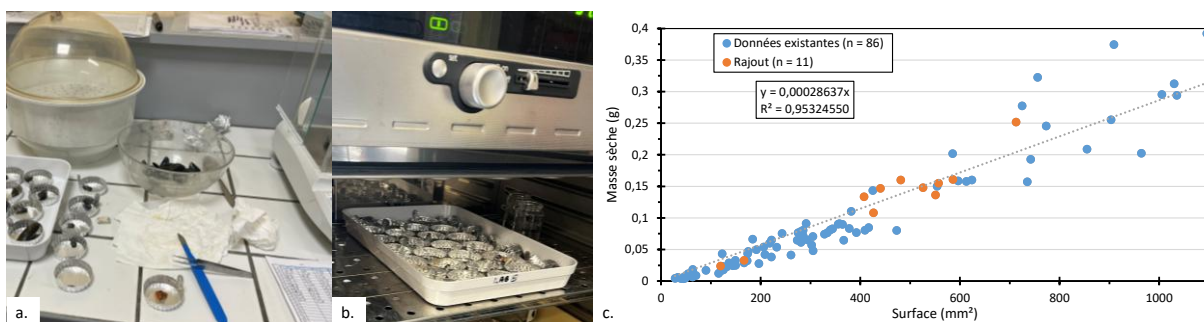 a.
b.
c.
Masse sèche (g)
0,4
0,35
0,3
0,25
0,2
0,15
0,1
0,05
0
Données existantes (n = 86)
Rajout (n = 11)
y = 0,00028637x
R² = 0,95324550
0
200
400
600
800
1000
Surface (mm²)